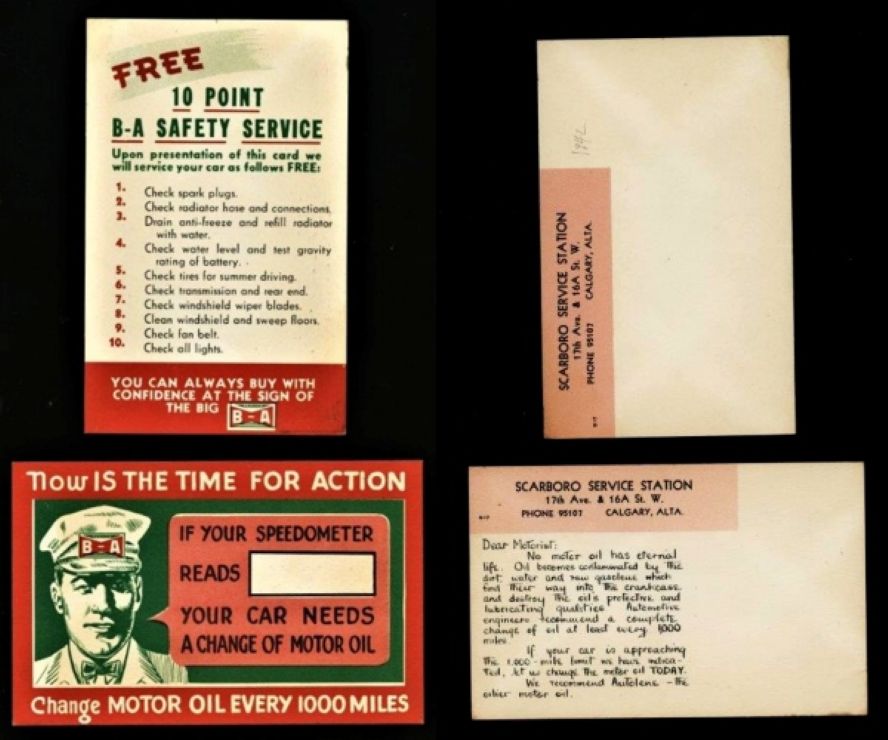 FREE
10 POINT
B-A SAFETY SERVICE
Upon presentation of this card we
will service your car as follows FREE:
1. Check spark plugs.
2. Check radiator hose and connections.
3. Drain anti-freeze and refill radiator
with water.
4. Check water level and test gravity
rating of battery.
5. Check tires for summer driving.
6. Check transmission and rear end.
7. Check windshield wiper blades.
8. Clean windshield and sweep floors.
9. Check fan belt.
10. Check all lights.
YOU CAN ALWAYS BUY WITH
CONFIDENCE AT THE SIGN OF
THE BIG B-A
1942
SCARBORO SERVICE STATION
17th Ave. & 16A St. W.
PHONE 95107 CALGARY, ALTA.
Now IS THE TIME FOR ACTION
B-A
IF YOUR SPEEDOMETER
READS
YOUR CAR NEEDS
A CHANGE OF MOTOR OIL
Change MOTOR OIL EVERY 1000 MILES
SCARBORO SERVICE STATION
17th Ave. & 16A St. W.
PHONE 95107 CALGARY, ALTA.
Dear Motorist:
No motor oil has eternal
life. Oil becomes contaminated by the
dirt, water and raw gasolene which
find their way into the crankcase
and destroy the oil's protective and
lubricating qualities. Automotive
engineers recommend a complete
change of oil at least every 1000
miles.
If your car is approaching
the 1,000-mile limit we have indica-
ted, let us change the motor oil TODAY.
We recommend Autolene - the
oilier motor oil.